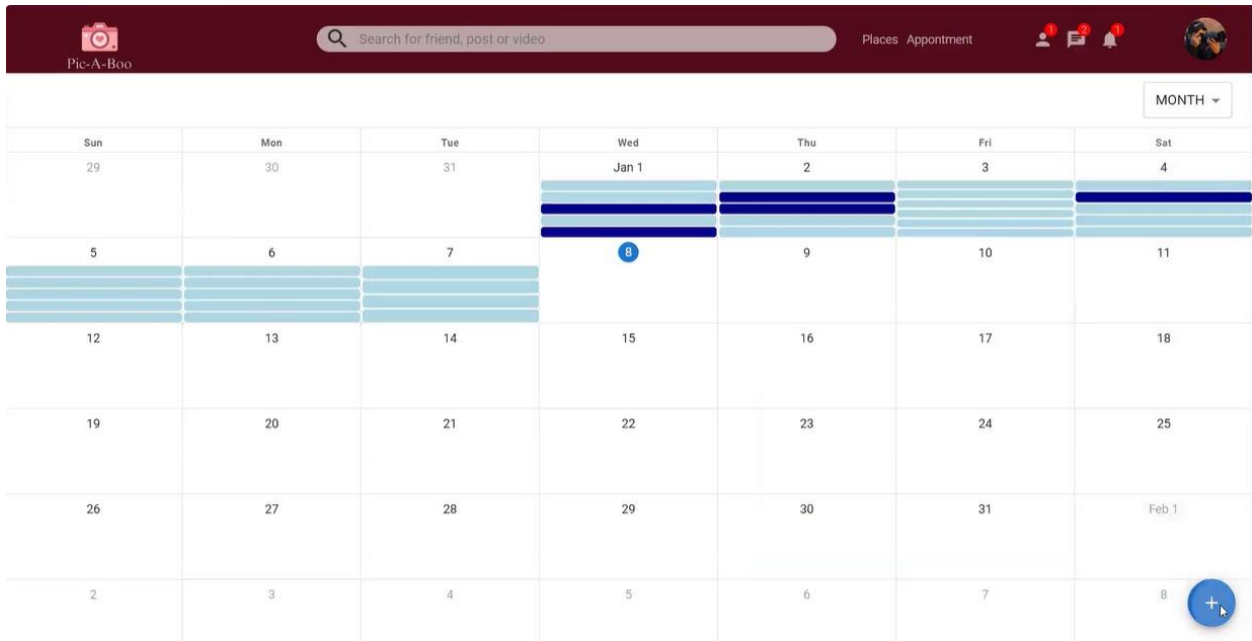 Search for friend, post or video Places Appontment 1 2 1
Pic-A-Boo
MONTH
Sun Mon Tue Wed Thu Fri Sat
29 30 31 Jan 1 2 3 4
5 6 7 8 9 10 11
12 13 14 15 16 17 18
19 20 21 22 23 24 25
26 27 28 29 30 31 Feb 1
2 3 4 5 6 7 8
+